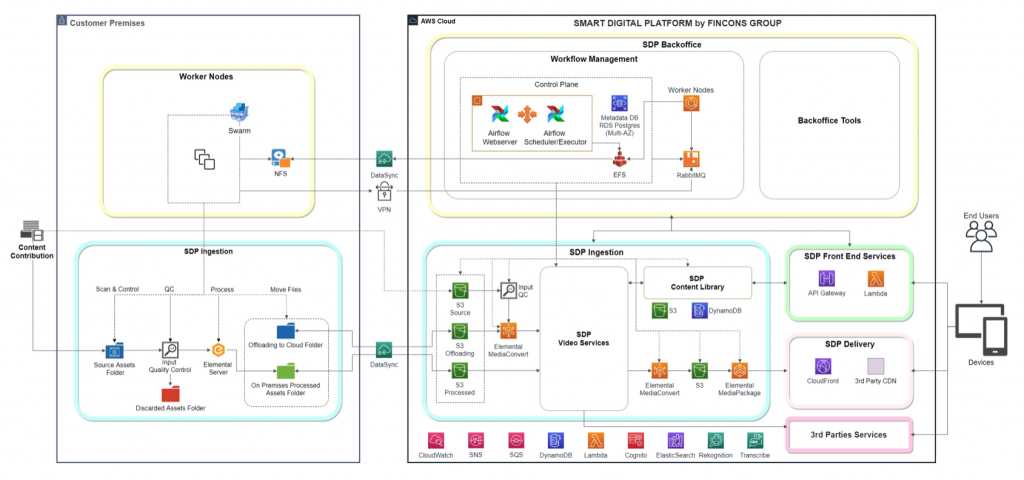 Customer Premises
AWS Cloud
SMART DIGITAL PLATFORM by FINCONS GROUP
SDP Backoffice
Worker Nodes
Workflow Management
Control Plane
Worker Nodes
Swarm
Airflow
Webserver
Airflow
Scheduler/Executor
Metadata DB
RDS Postgres
(Multi-AZ)
Backoffice Tools
NFS
DataSync
EFS
RabbitMQ
VPN
Content
Contribution
End Users
SDP Ingestion
SDP Ingestion
SDP Front End Services
Scan & Control
QC
Process
Move Files
Input
QC
S3
Source
SDP
Content Library
API Gateway
Lambda
S3
DynamoDB
Offloading to Cloud Folder
S3
Offloading
Elemental
MediaConvert
SDP
Video Services
Source Assets
Folder
Input
Quality Control
Elemental
Server
DataSync
SDP Delivery
Devices
On Premises Processed
Assets Folder
S3
Processed
Elemental
MediaConvert
S3
Elemental
MediaPackage
CloudFront
3rd Party CDN
Discarded Assets Folder
3rd Parties Services
CloudWatch
SNS
SQS
DynamoDB
Lambda
Cognito
ElasticSearch
Rekognition
Transcribe